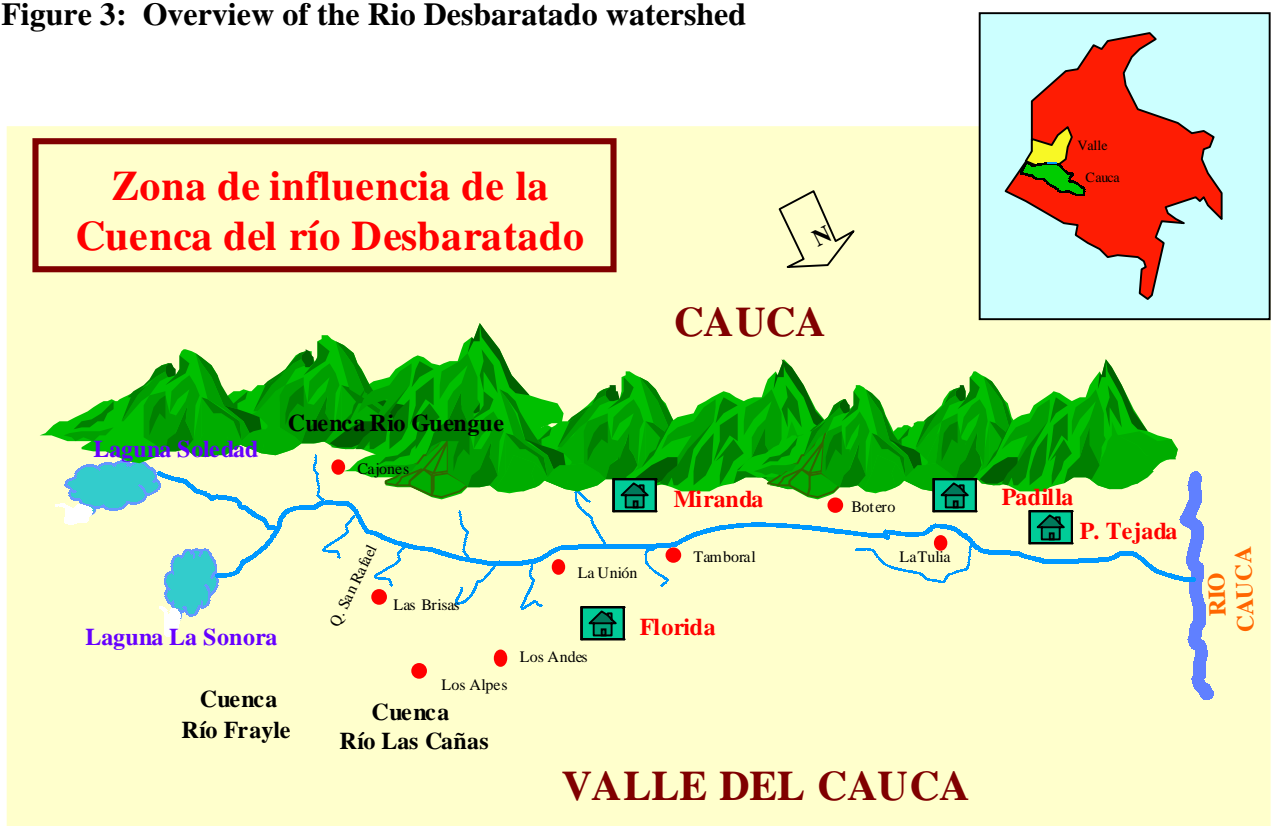 Figure 3: Overview of the Rio Desbaratado watershed
Valle
Cauca
Zona de influencia de la
Cuenca del río Desbaratado
N
CAUCA
Cuenca Rio Guengue
Laguna Soledad
Cajones
Miranda
Botero
Padilla
P. Tejada
Q. San Rafael
La Unión
Tamboral
La Tulia
Las Brisas
RIO
CAUCA
Laguna La Sonora
Florida
Los Andes
Los Alpes
Cuenca
Río Frayle
Cuenca
Río Las Cañas
VALLE DEL CAUCA